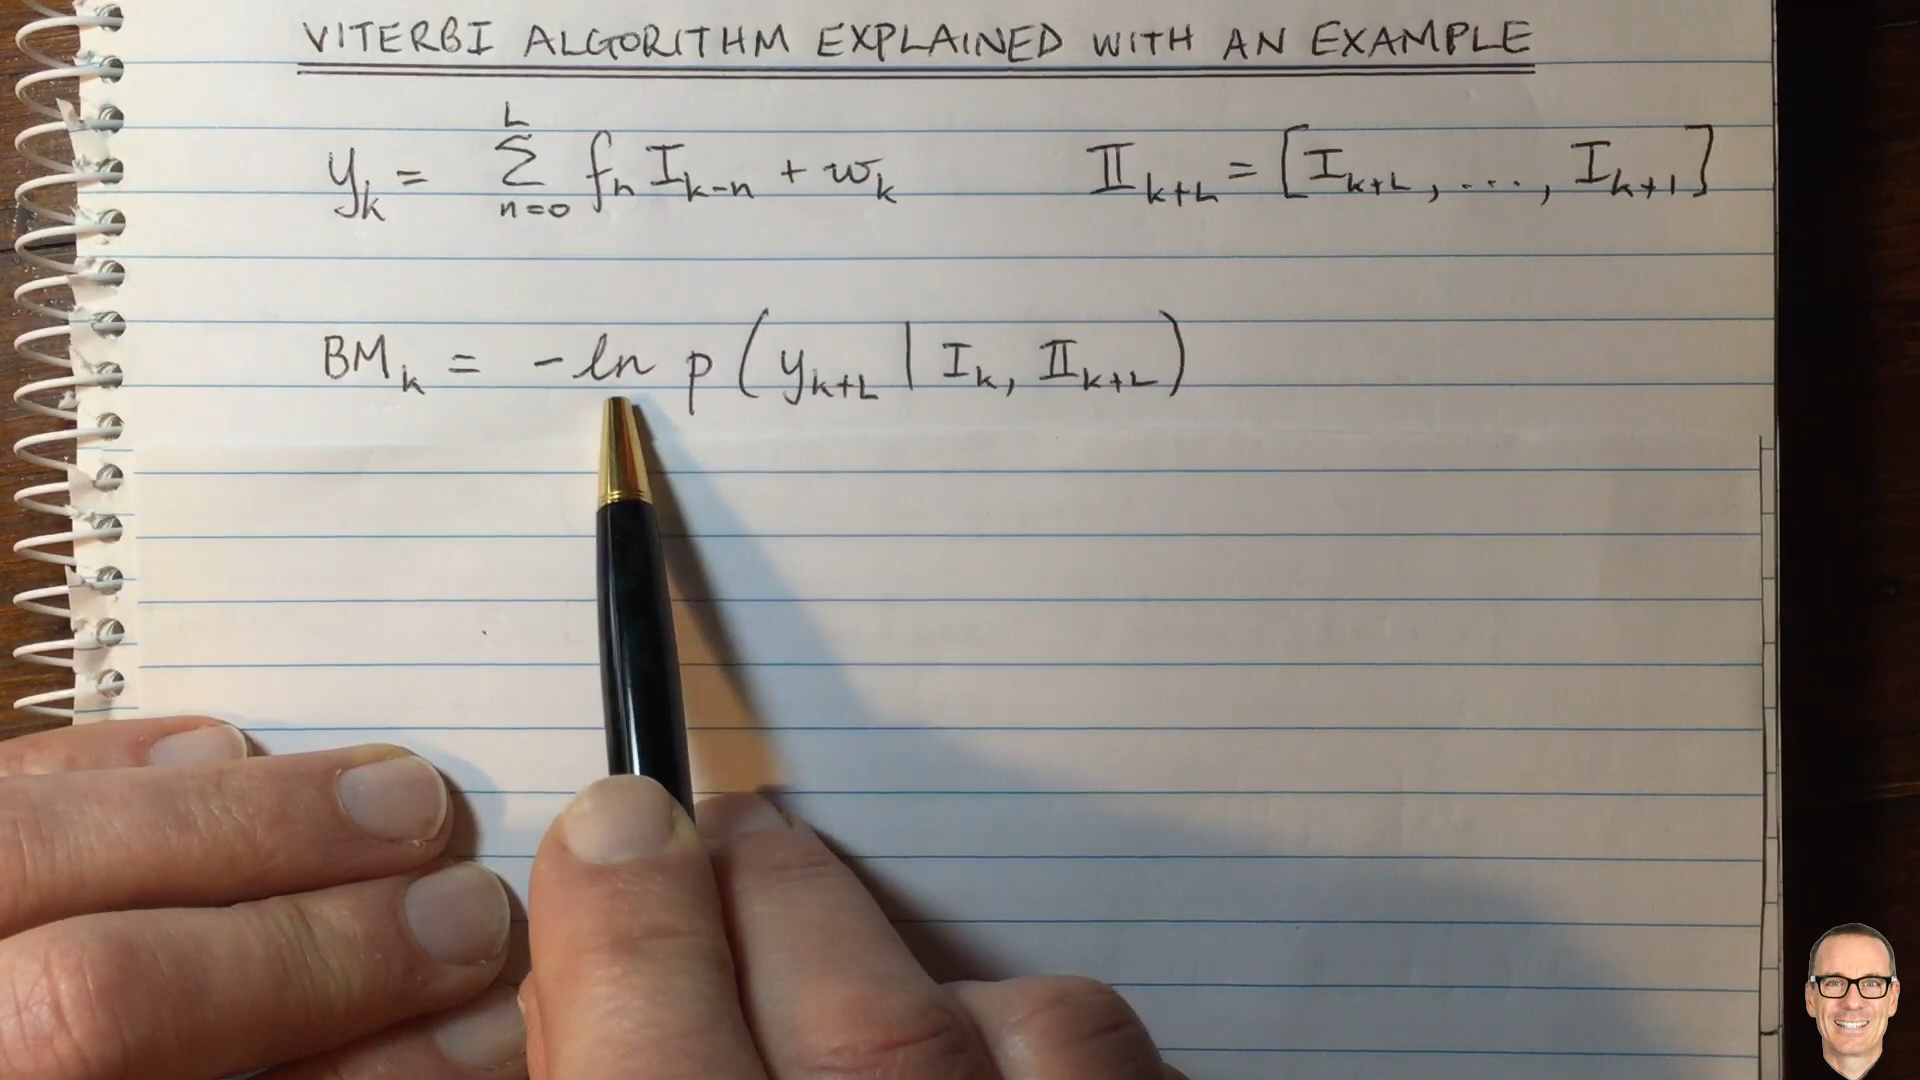 VITERBI ALGORITHM EXPLAINED WITH AN EXAMPLE
y_k = Σ_{n=0}^{L} f_n I_{k-n} + w_k    𝕀_{k+L} = [I_{k+L}, ..., I_{k+1}]
BM_k = -ln p(y_{k+L} | I_k, 𝕀_{k+L})